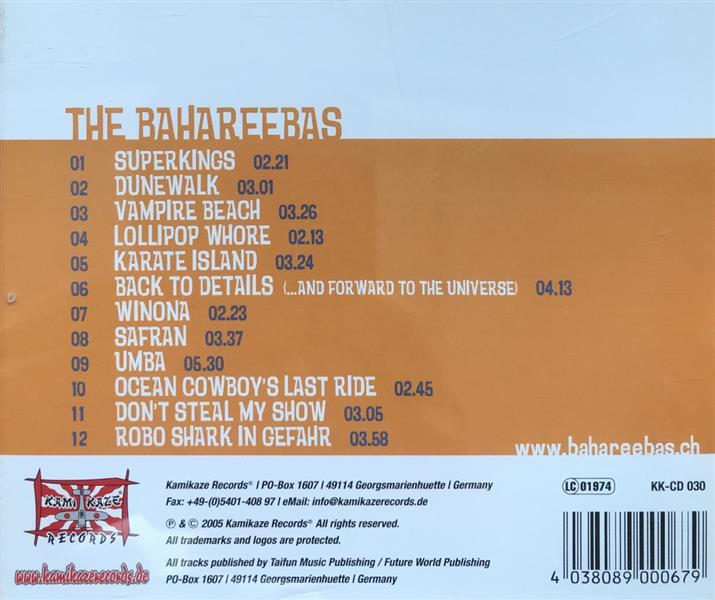 THE BAHAREEBAS
01 SUPERKINGS 02.21
02 DUNEWALK 03.01
03 VAMPIRE BEACH 03.26
04 LOLLIPOP WHORE 02.13
05 KARATE ISLAND 03.24
06 BACK TO DETAILS (...AND FORWARD TO THE UNIVERSE) 04.13
07 WINONA 02.23
08 SAFRAN 03.37
09 UMBA 05.30
10 OCEAN COWBOY'S LAST RIDE 02.45
11 DON'T STEAL MY SHOW 03.05
12 ROBO SHARK IN GEFAHR 03.58
www.bahareebas.ch
KAMIKAZE
RECORDS
www.kamikazerecords.de
Kamikaze Records® | PO-Box 1607 | 49114 Georgsmarienhuette | Germany
Fax: +49-(0)5401-408 97 | eMail: info@kamikazerecords.de
℗ & © 2005 Kamikaze Records® All rights reserved.
All trademarks and logos are protected.
All tracks published by Taifun Music Publishing / Future World Publishing
PO-Box 1607 | 49114 Georgsmarienhuette | Germany
LC 01974 KK-CD 030
4 038089 000679